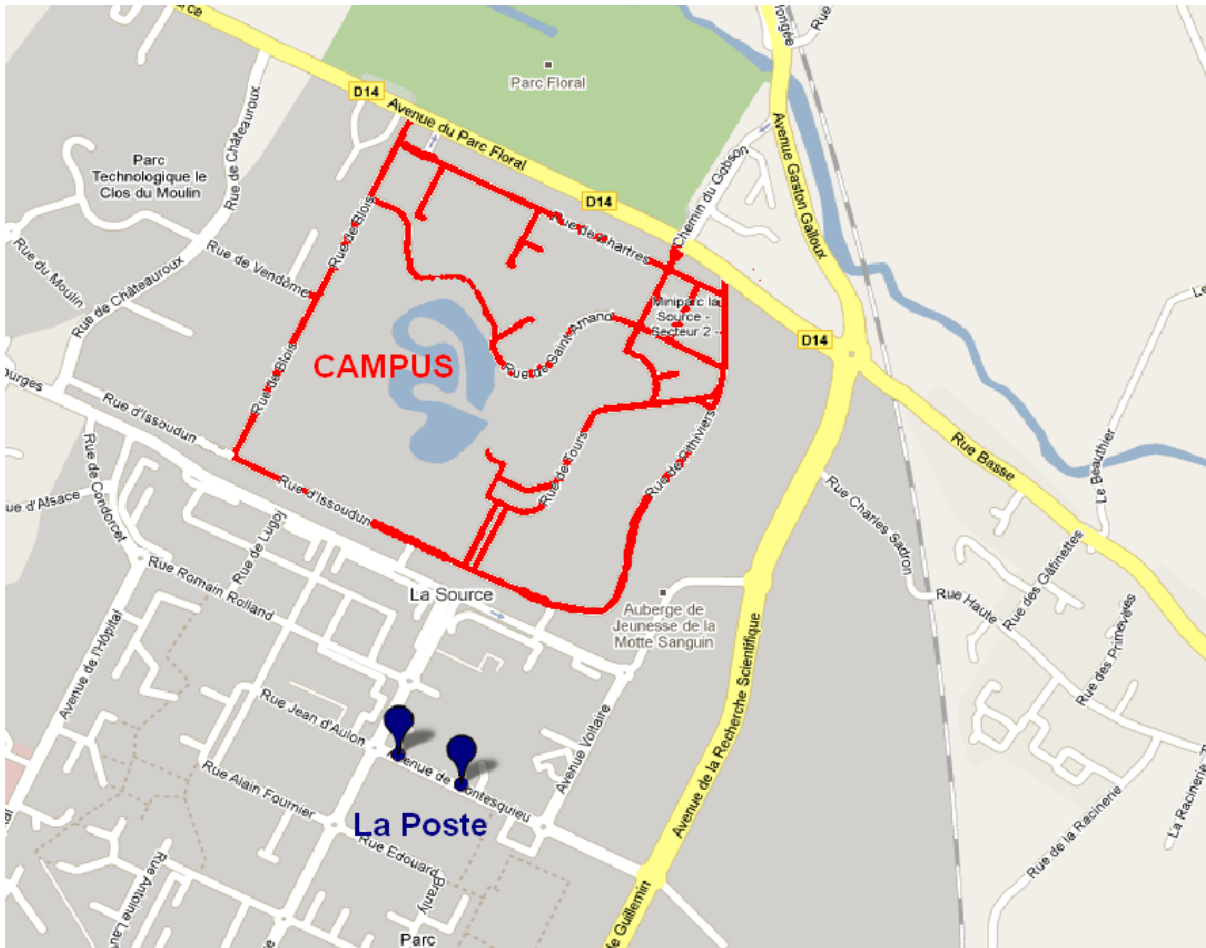 Parc Floral
D14
Avenue du Parc Floral
Rue de Châteauroux
Avenue Gaston Galloux
Chemin du Gobson
Parc
Technologique le
Clos du Moulin
D14
Rue de Blois
Rue de Chartres
Rue du Moulin
Rue de Vendôme
Rue de Châteauroux
Miniparc la
Source -
Secteur 2
Rue de Saint Amand
D14
CAMPUS
Rue de Blois
Rue d'Issoudun
Rue de Pithiviers
Rue de Tours
Rue Basse
Le Beauthier
Rue d'Issoudun
Rue de Condorcet
Rue de Lugoj
Rue Charles Sadron
Rue des Gâtinettes
Rue Romain Rolland
La Source
Auberge de
Jeunesse de la
Motte Sanguin
Rue Haute
Rue des Primevères
Avenue de l'Hôpital
Avenue de la Recherche Scientifique
Rue Jean d'Aulon
Avenue Voltaire
Avenue de Montesquieu
Rue Alain Fournier
La Poste
Rue de la Racinerie
La Racinerie
Rue Edouard
Branly
Rue Antoine
Guillemin
Parc